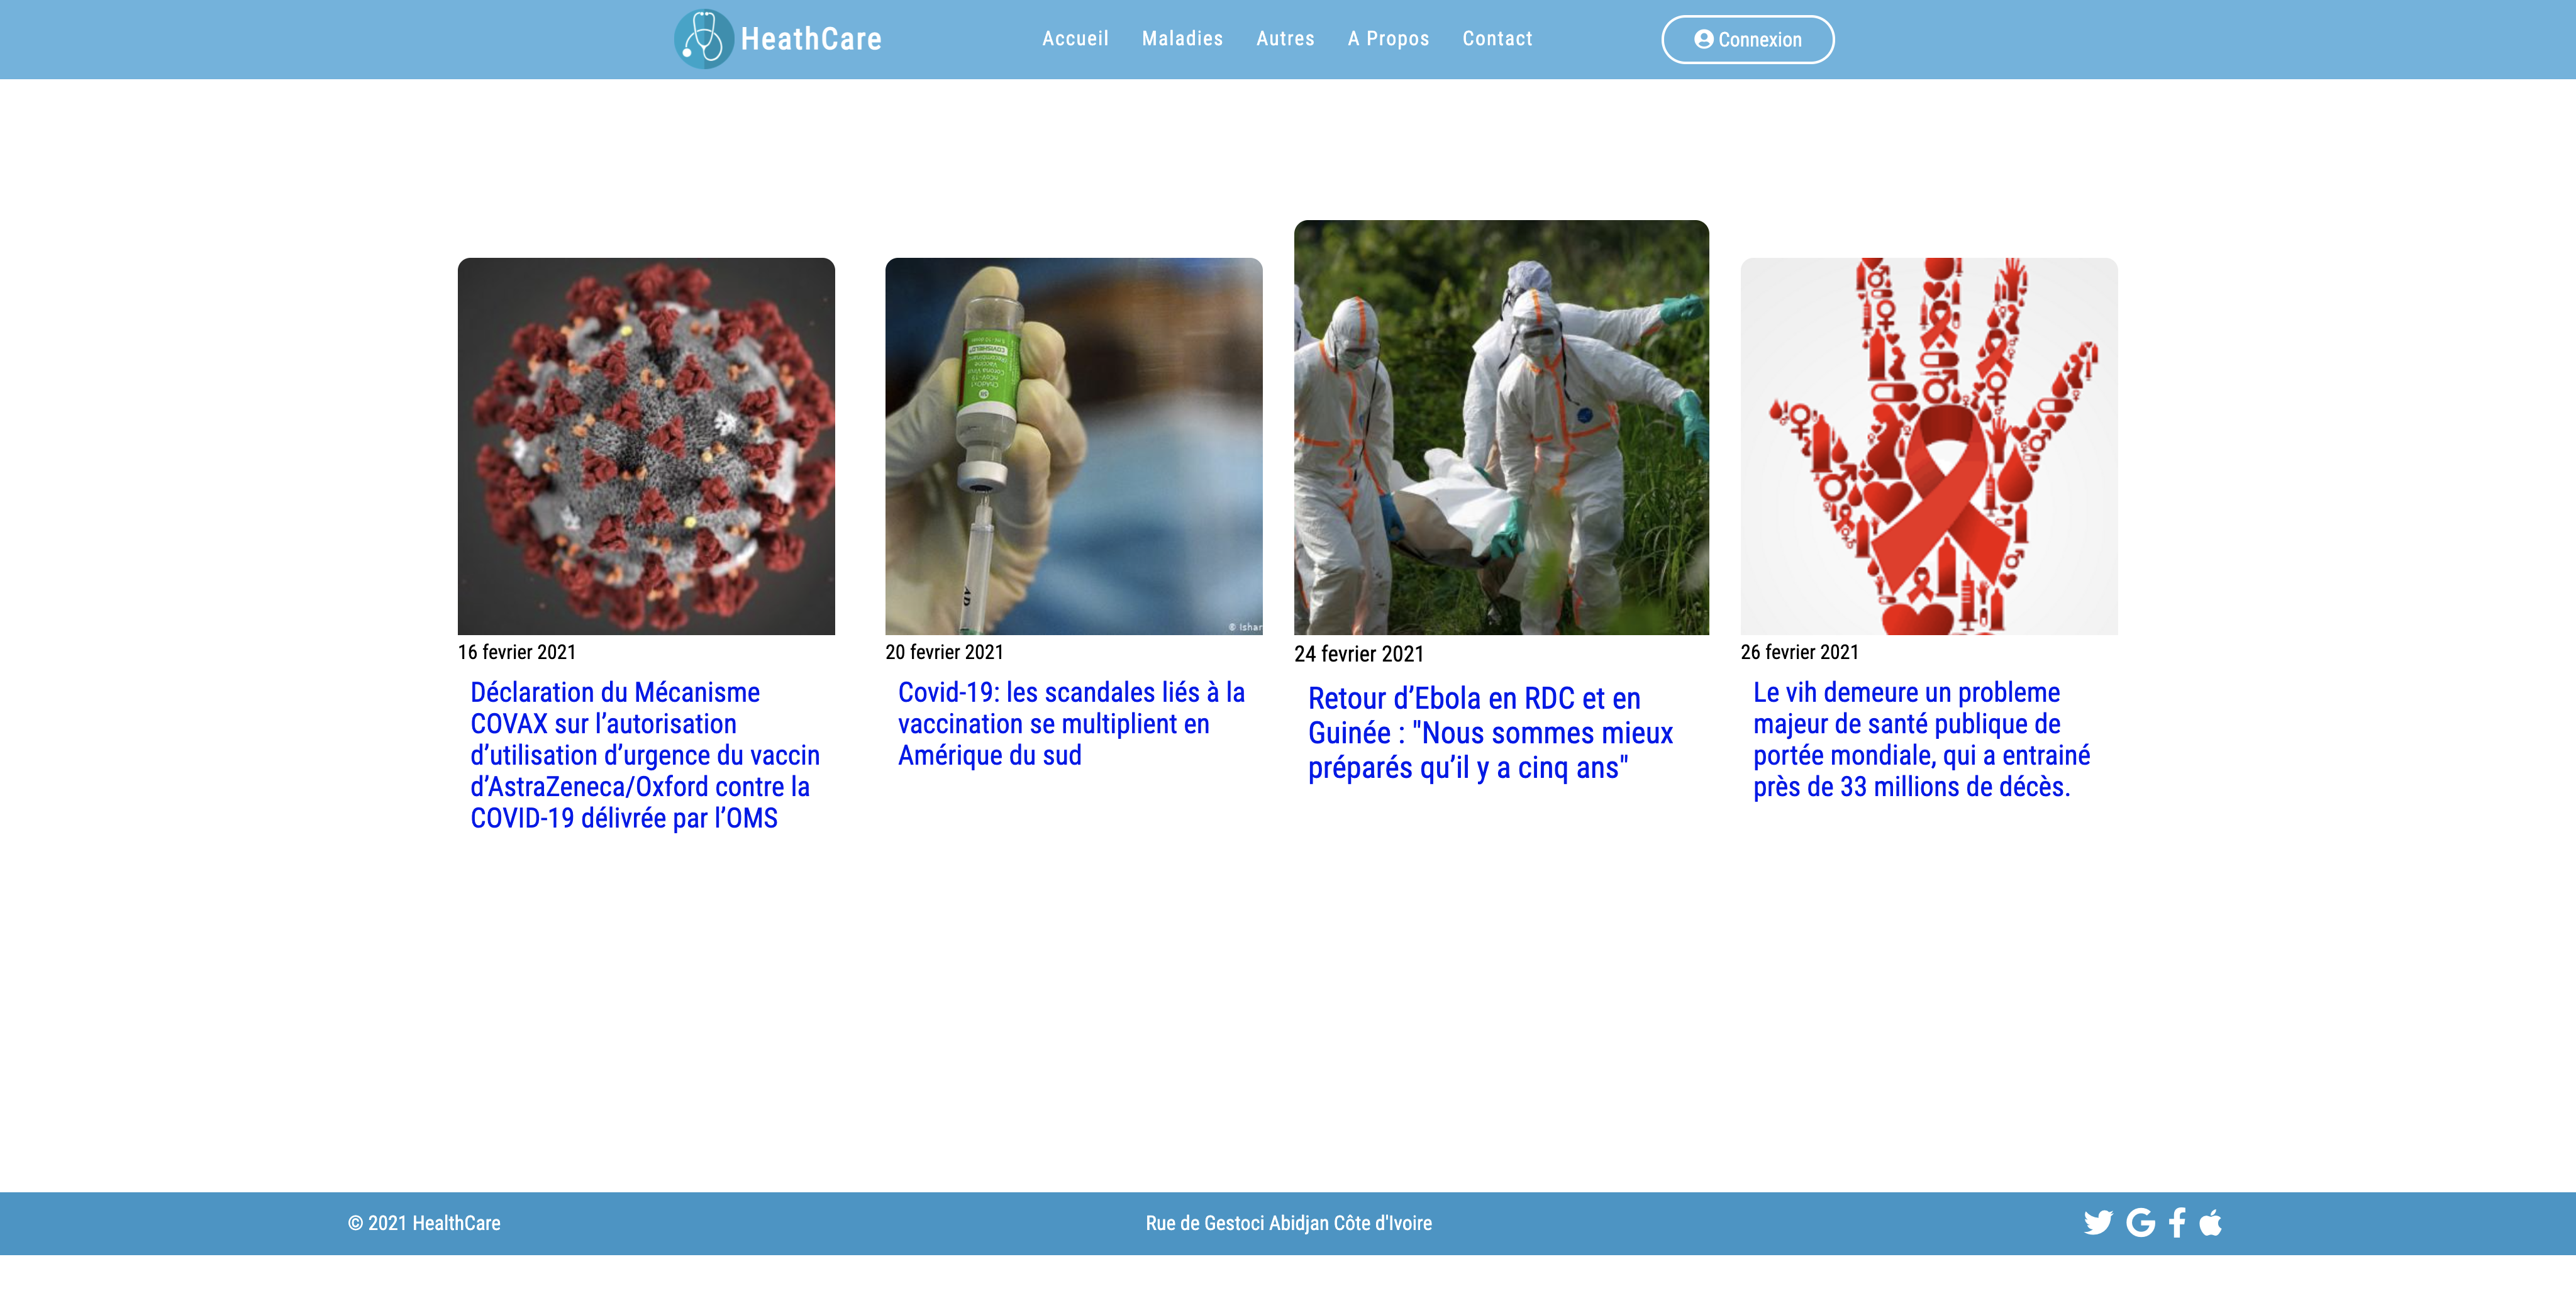 HeathCare
Accueil Maladies Autres A Propos Contact
Connexion
COVISHIELD
© Ishar
16 fevrier 2021
Déclaration du Mécanisme
COVAX sur l’autorisation
d’utilisation d’urgence du vaccin
d’AstraZeneca/Oxford contre la
COVID-19 délivrée par l’OMS
20 fevrier 2021
Covid-19: les scandales liés à la
vaccination se multiplient en
Amérique du sud
24 fevrier 2021
Retour d’Ebola en RDC et en
Guinée : "Nous sommes mieux
préparés qu’il y a cinq ans"
26 fevrier 2021
Le vih demeure un probleme
majeur de santé publique de
portée mondiale, qui a entrainé
près de 33 millions de décès.
© 2021 HealthCare
Rue de Gestoci Abidjan Côte d'Ivoire